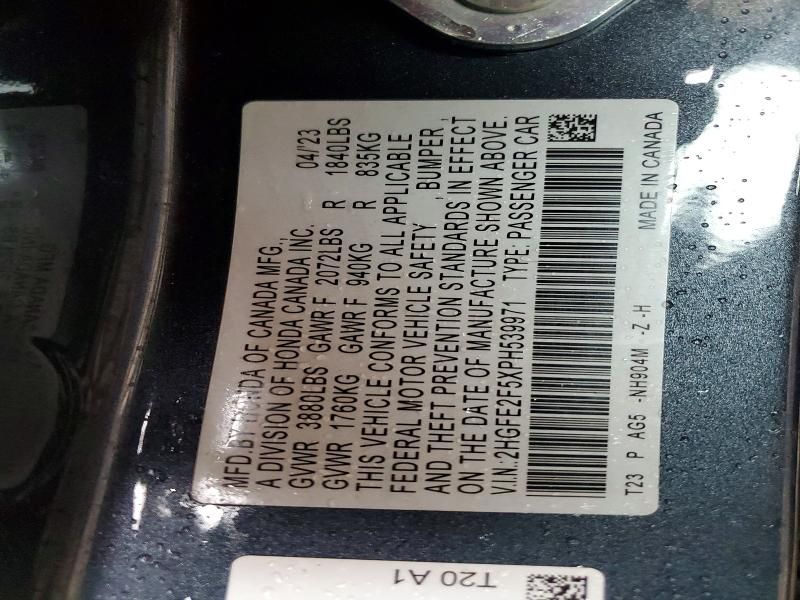 MFD.BY HONDA OF CANADA MFG.,
A DIVISION OF HONDA CANADA INC. 04/'23
GVWR 3880LBS GAWR F 2072LBS R 1840LBS
GVWR 1760KG GAWR F 940KG R 835KG
THIS VEHICLE CONFORMS TO ALL APPLICABLE
FEDERAL MOTOR VEHICLE SAFETY , BUMPER ,
AND THEFT PREVENTION STANDARDS IN EFFECT
ON THE DATE OF MANUFACTURE SHOWN ABOVE.
V.I.N.:2HGFE2F5XPH539971 TYPE: PASSENGER CAR
T23 P AG5 -NH904M -Z -H MADE IN CANADA
T20 A1